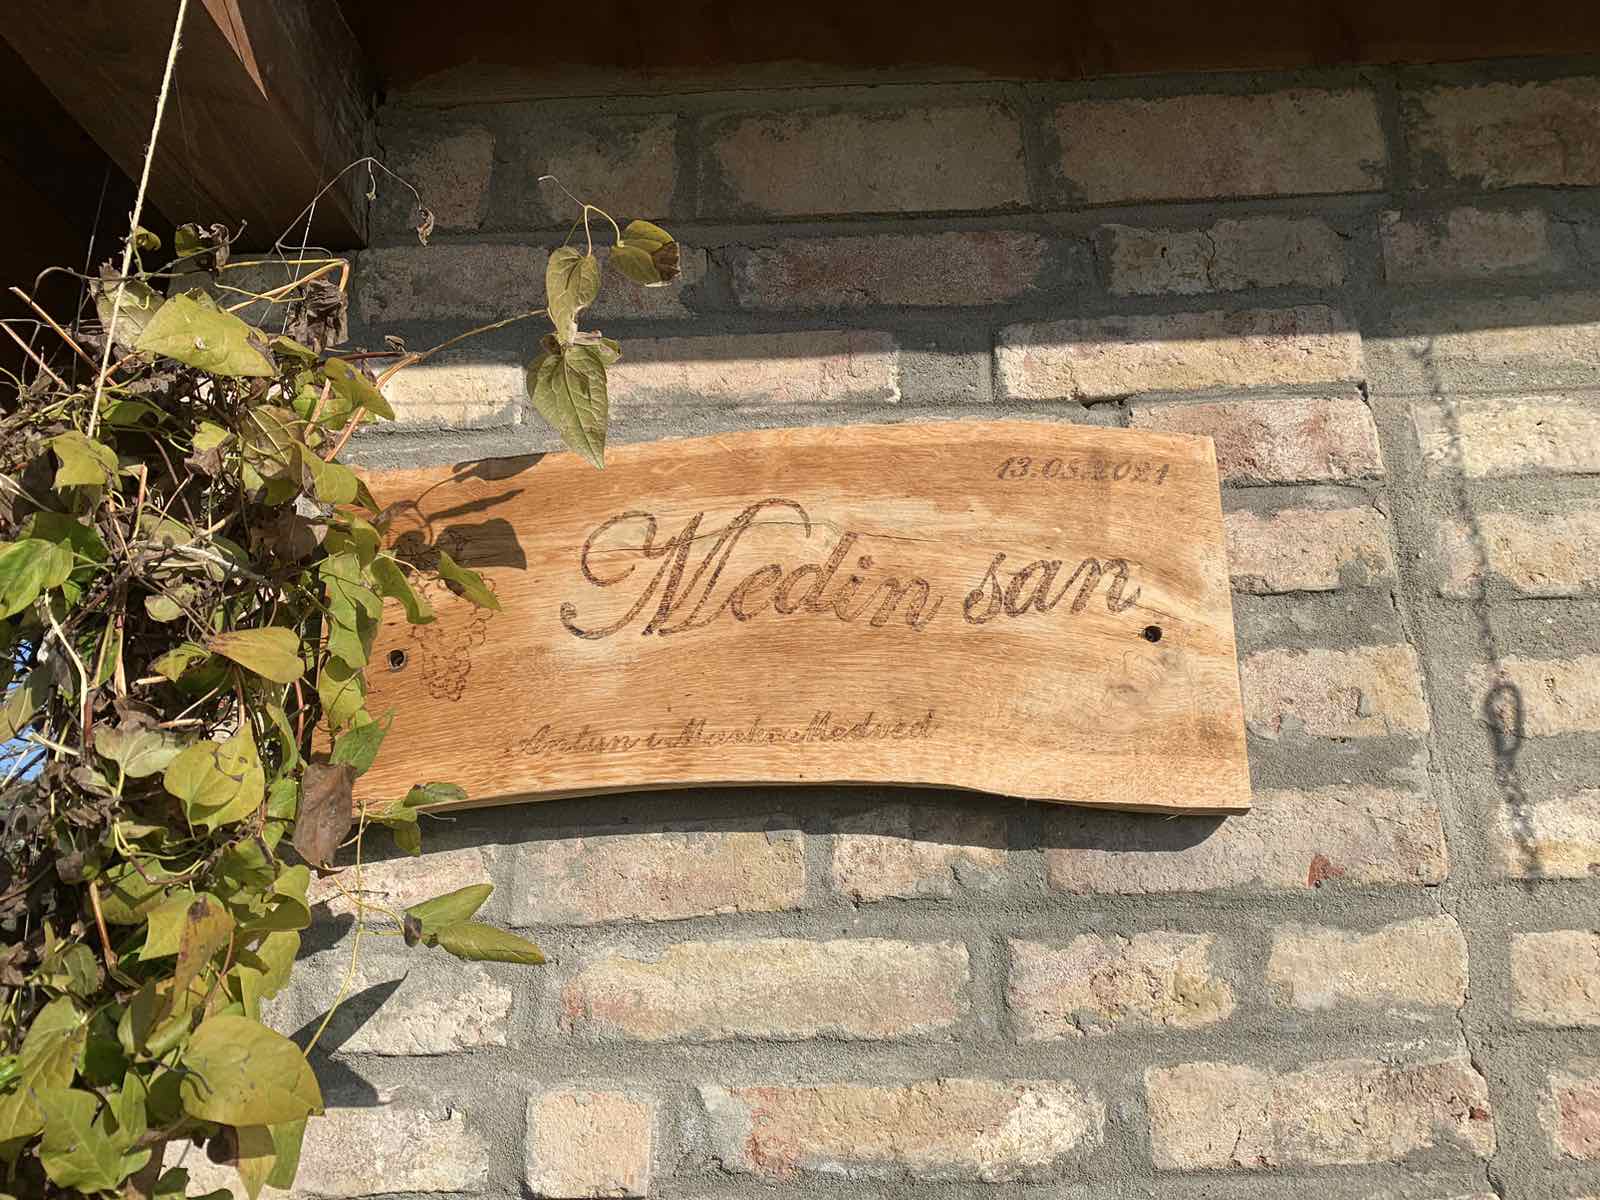 13.05.2021
Medin san
Antun i Marko Medved